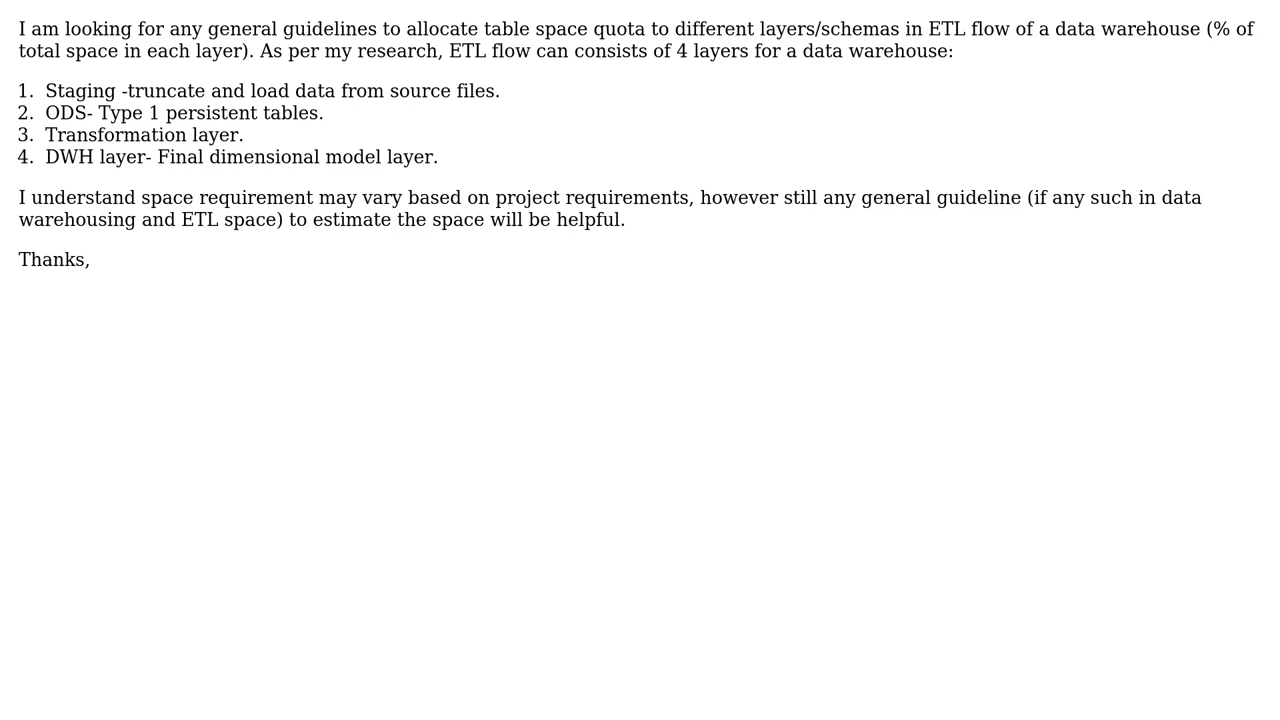 I am looking for any general guidelines to allocate table space quota to different layers/schemas in ETL flow of a data warehouse (% of
total space in each layer). As per my research, ETL flow can consists of 4 layers for a data warehouse:
1. Staging -truncate and load data from source files.
2. ODS- Type 1 persistent tables.
3. Transformation layer.
4. DWH layer- Final dimensional model layer.
I understand space requirement may vary based on project requirements, however still any general guideline (if any such in data
warehousing and ETL space) to estimate the space will be helpful.
Thanks,